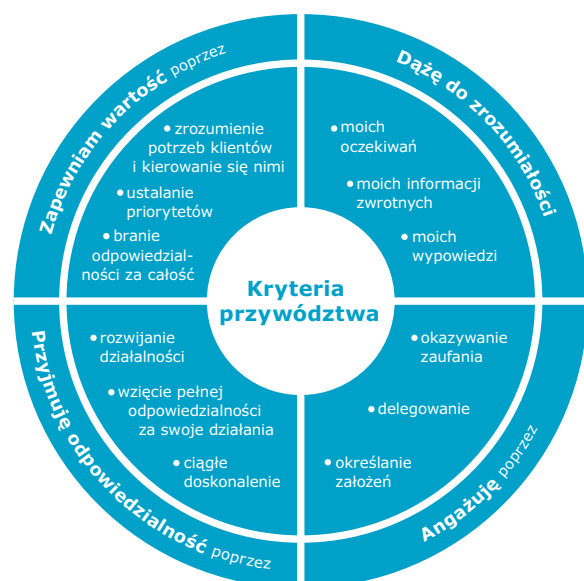 Zapewniam wartość poprzez
• zrozumienie
potrzeb klientów
i kierowanie się nimi
• ustalanie
priorytetów
• branie
odpowiedzial-
ności za całość
Dążę do zrozumiałości
• moich
oczekiwań
• moich informacji
zwrotnych
• moich
wypowiedzi
Kryteria
przywództwa
Przyjmuję odpowiedzialność poprzez
• rozwijanie
działalności
• wzięcie pełnej
odpowiedzialności
za swoje działania
• ciągłe
doskonalenie
Angażuję poprzez
• okazywanie
zaufania
• delegowanie
• określanie
założeń